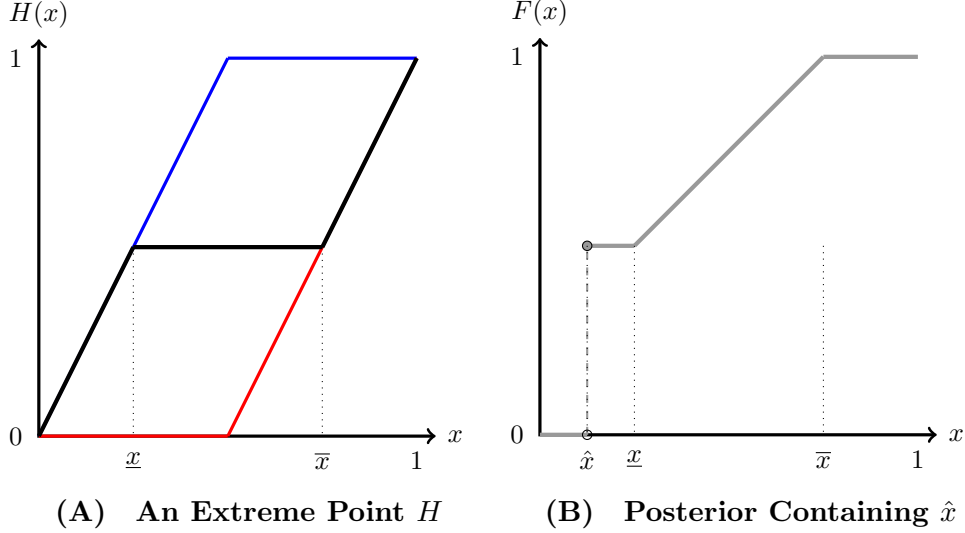 H(x)
1
0
x̲
x̅
1
x
(A) An Extreme Point H
F(x)
1
0
x̂
x̲
x̅
1
x
(B) Posterior Containing x̂